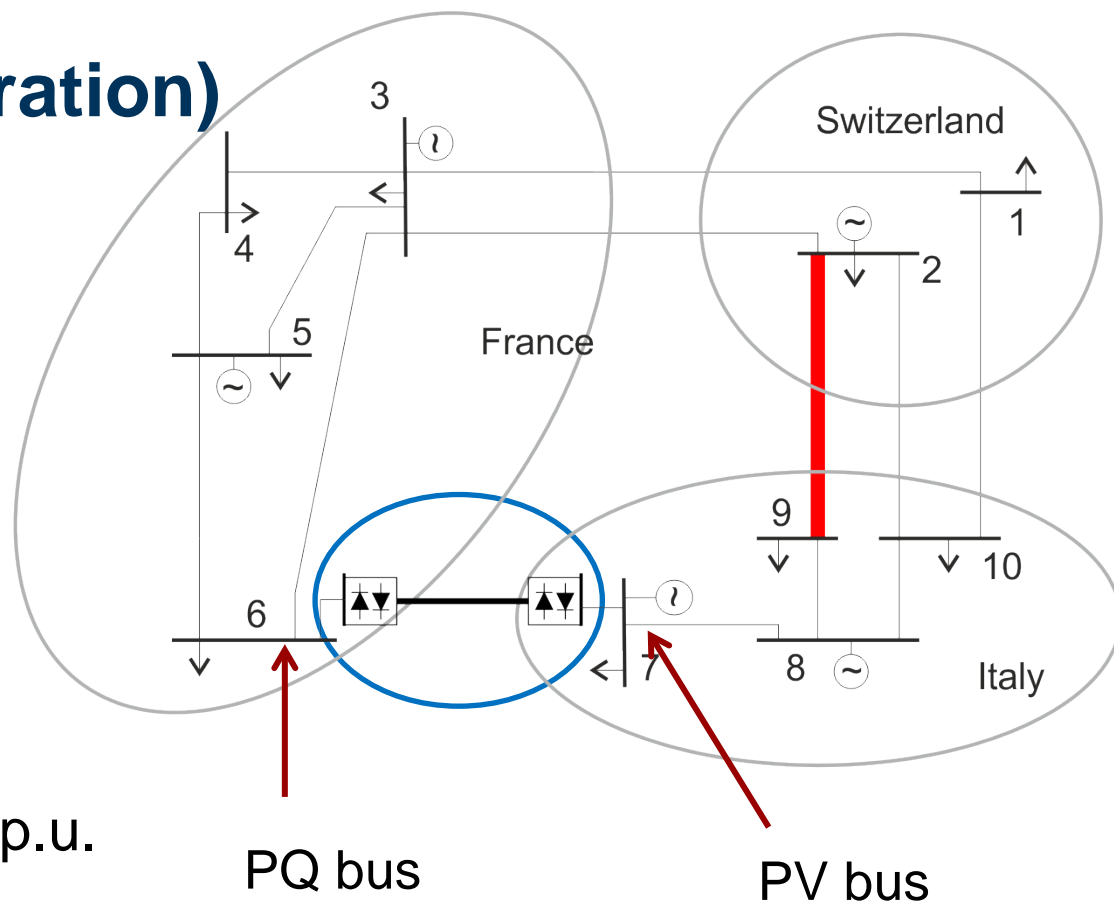 ration)
3
Switzerland
4
1
2
5
France
9
10
6
7
8
Italy
p.u.
PQ bus
PV bus